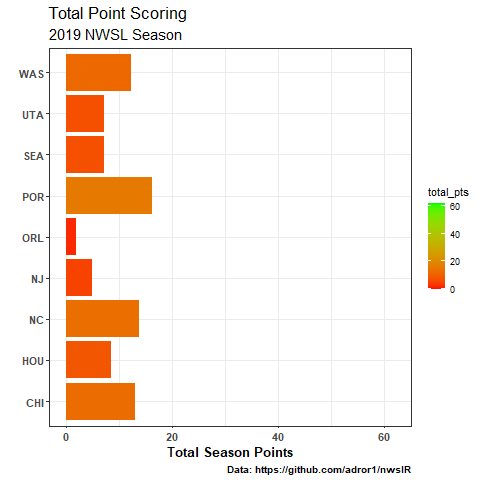 Total Point Scoring
2019 NWSL Season
WAS
UTA
SEA
POR
ORL
NJ
NC
HOU
CHI
0 20 40 60
Total Season Points
Data: https://github.com/adror1/nwslR
total_pts
60
40
20
0